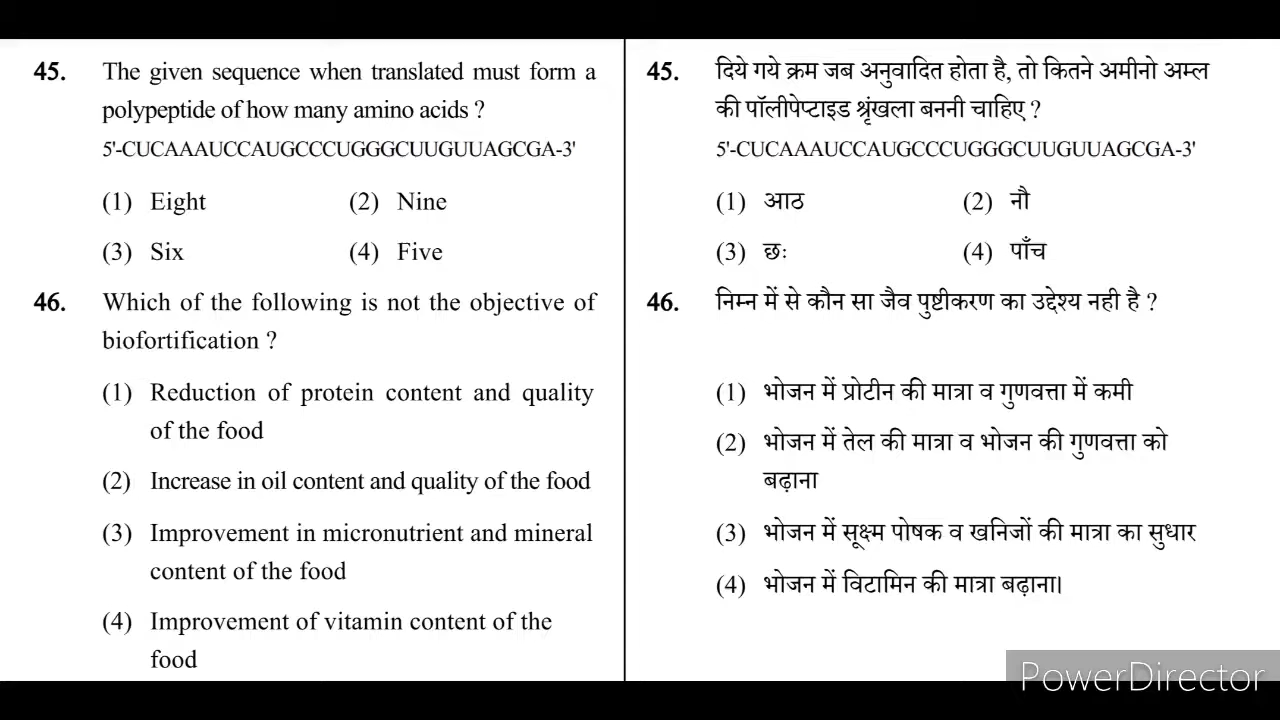 45. The given sequence when translated must form a
polypeptide of how many amino acids ?
5'-CUCAAAUCCAUGCCCUGGGCUUGUUAGCGA-3'
(1) Eight (2) Nine
(3) Six (4) Five
46. Which of the following is not the objective of
biofortification ?
(1) Reduction of protein content and quality
of the food
(2) Increase in oil content and quality of the food
(3) Improvement in micronutrient and mineral
content of the food
(4) Improvement of vitamin content of the
food
45. दिये गये क्रम जब अनुवादित होता है, तो कितने अमीनो अम्ल
की पॉलीपेप्टाइड श्रृंखला बननी चाहिए ?
5'-CUCAAAUCCAUGCCCUGGGCUUGUUAGCGA-3'
(1) आठ (2) नौ
(3) छः (4) पाँच
46. निम्न में से कौन सा जैव पुष्टीकरण का उद्देश्य नही है ?
(1) भोजन में प्रोटीन की मात्रा व गुणवत्ता में कमी
(2) भोजन में तेल की मात्रा व भोजन की गुणवत्ता को
बढ़ाना
(3) भोजन में सूक्ष्म पोषक व खनिजों की मात्रा का सुधार
(4) भोजन में विटामिन की मात्रा बढ़ाना।
PowerDirector